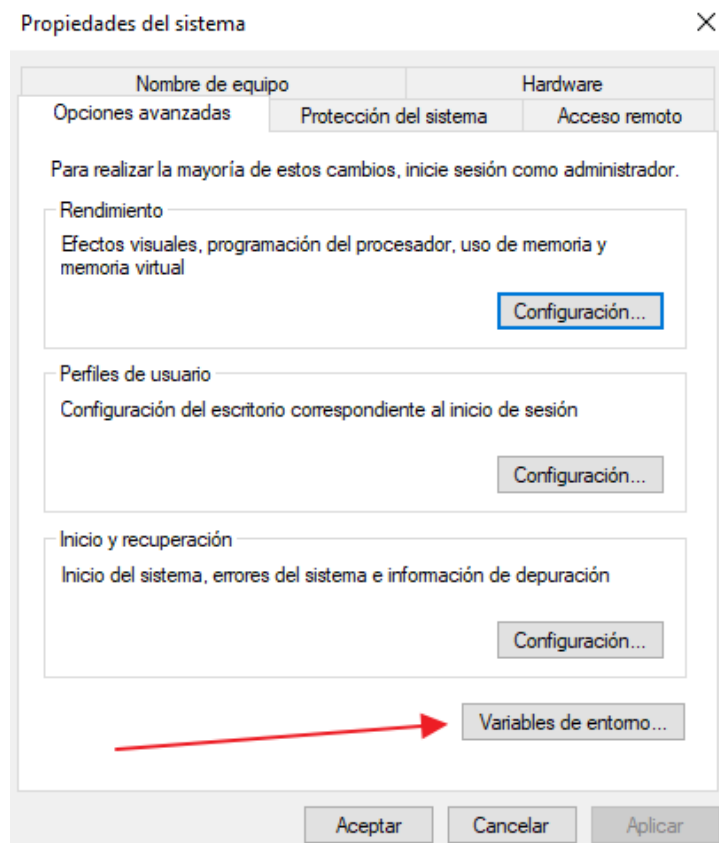 Propiedades del sistema
Nombre de equipo
Hardware
Opciones avanzadas
Protección del sistema
Acceso remoto
Para realizar la mayoría de estos cambios, inicie sesión como administrador.
Rendimiento
Efectos visuales, programación del procesador, uso de memoria y
memoria virtual
Configuración...
Perfiles de usuario
Configuración del escritorio correspondiente al inicio de sesión
Configuración...
Inicio y recuperación
Inicio del sistema, errores del sistema e información de depuración
Configuración...
Variables de entorno...
Aceptar
Cancelar
Aplicar